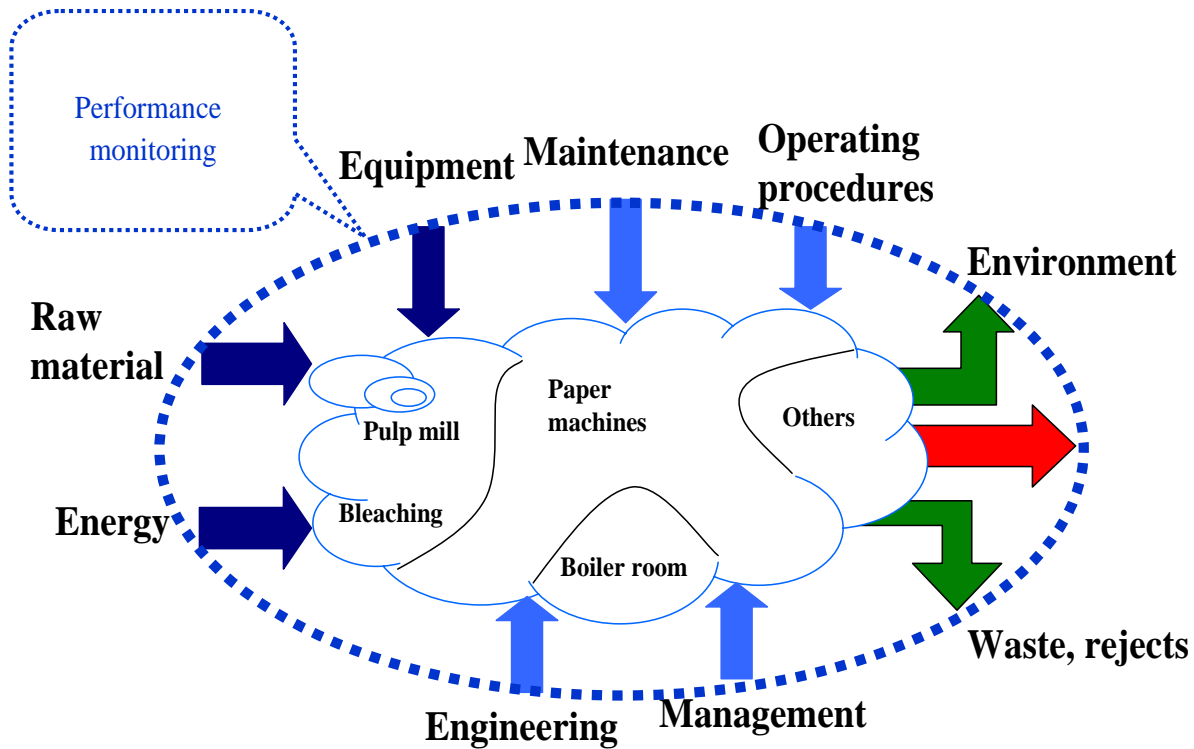 Performance
monitoring
Equipment
Maintenance
Operating
procedures
Environment
Raw
material
Paper
machines
Others
Pulp mill
Energy
Bleaching
Boiler room
Waste, rejects
Engineering
Management